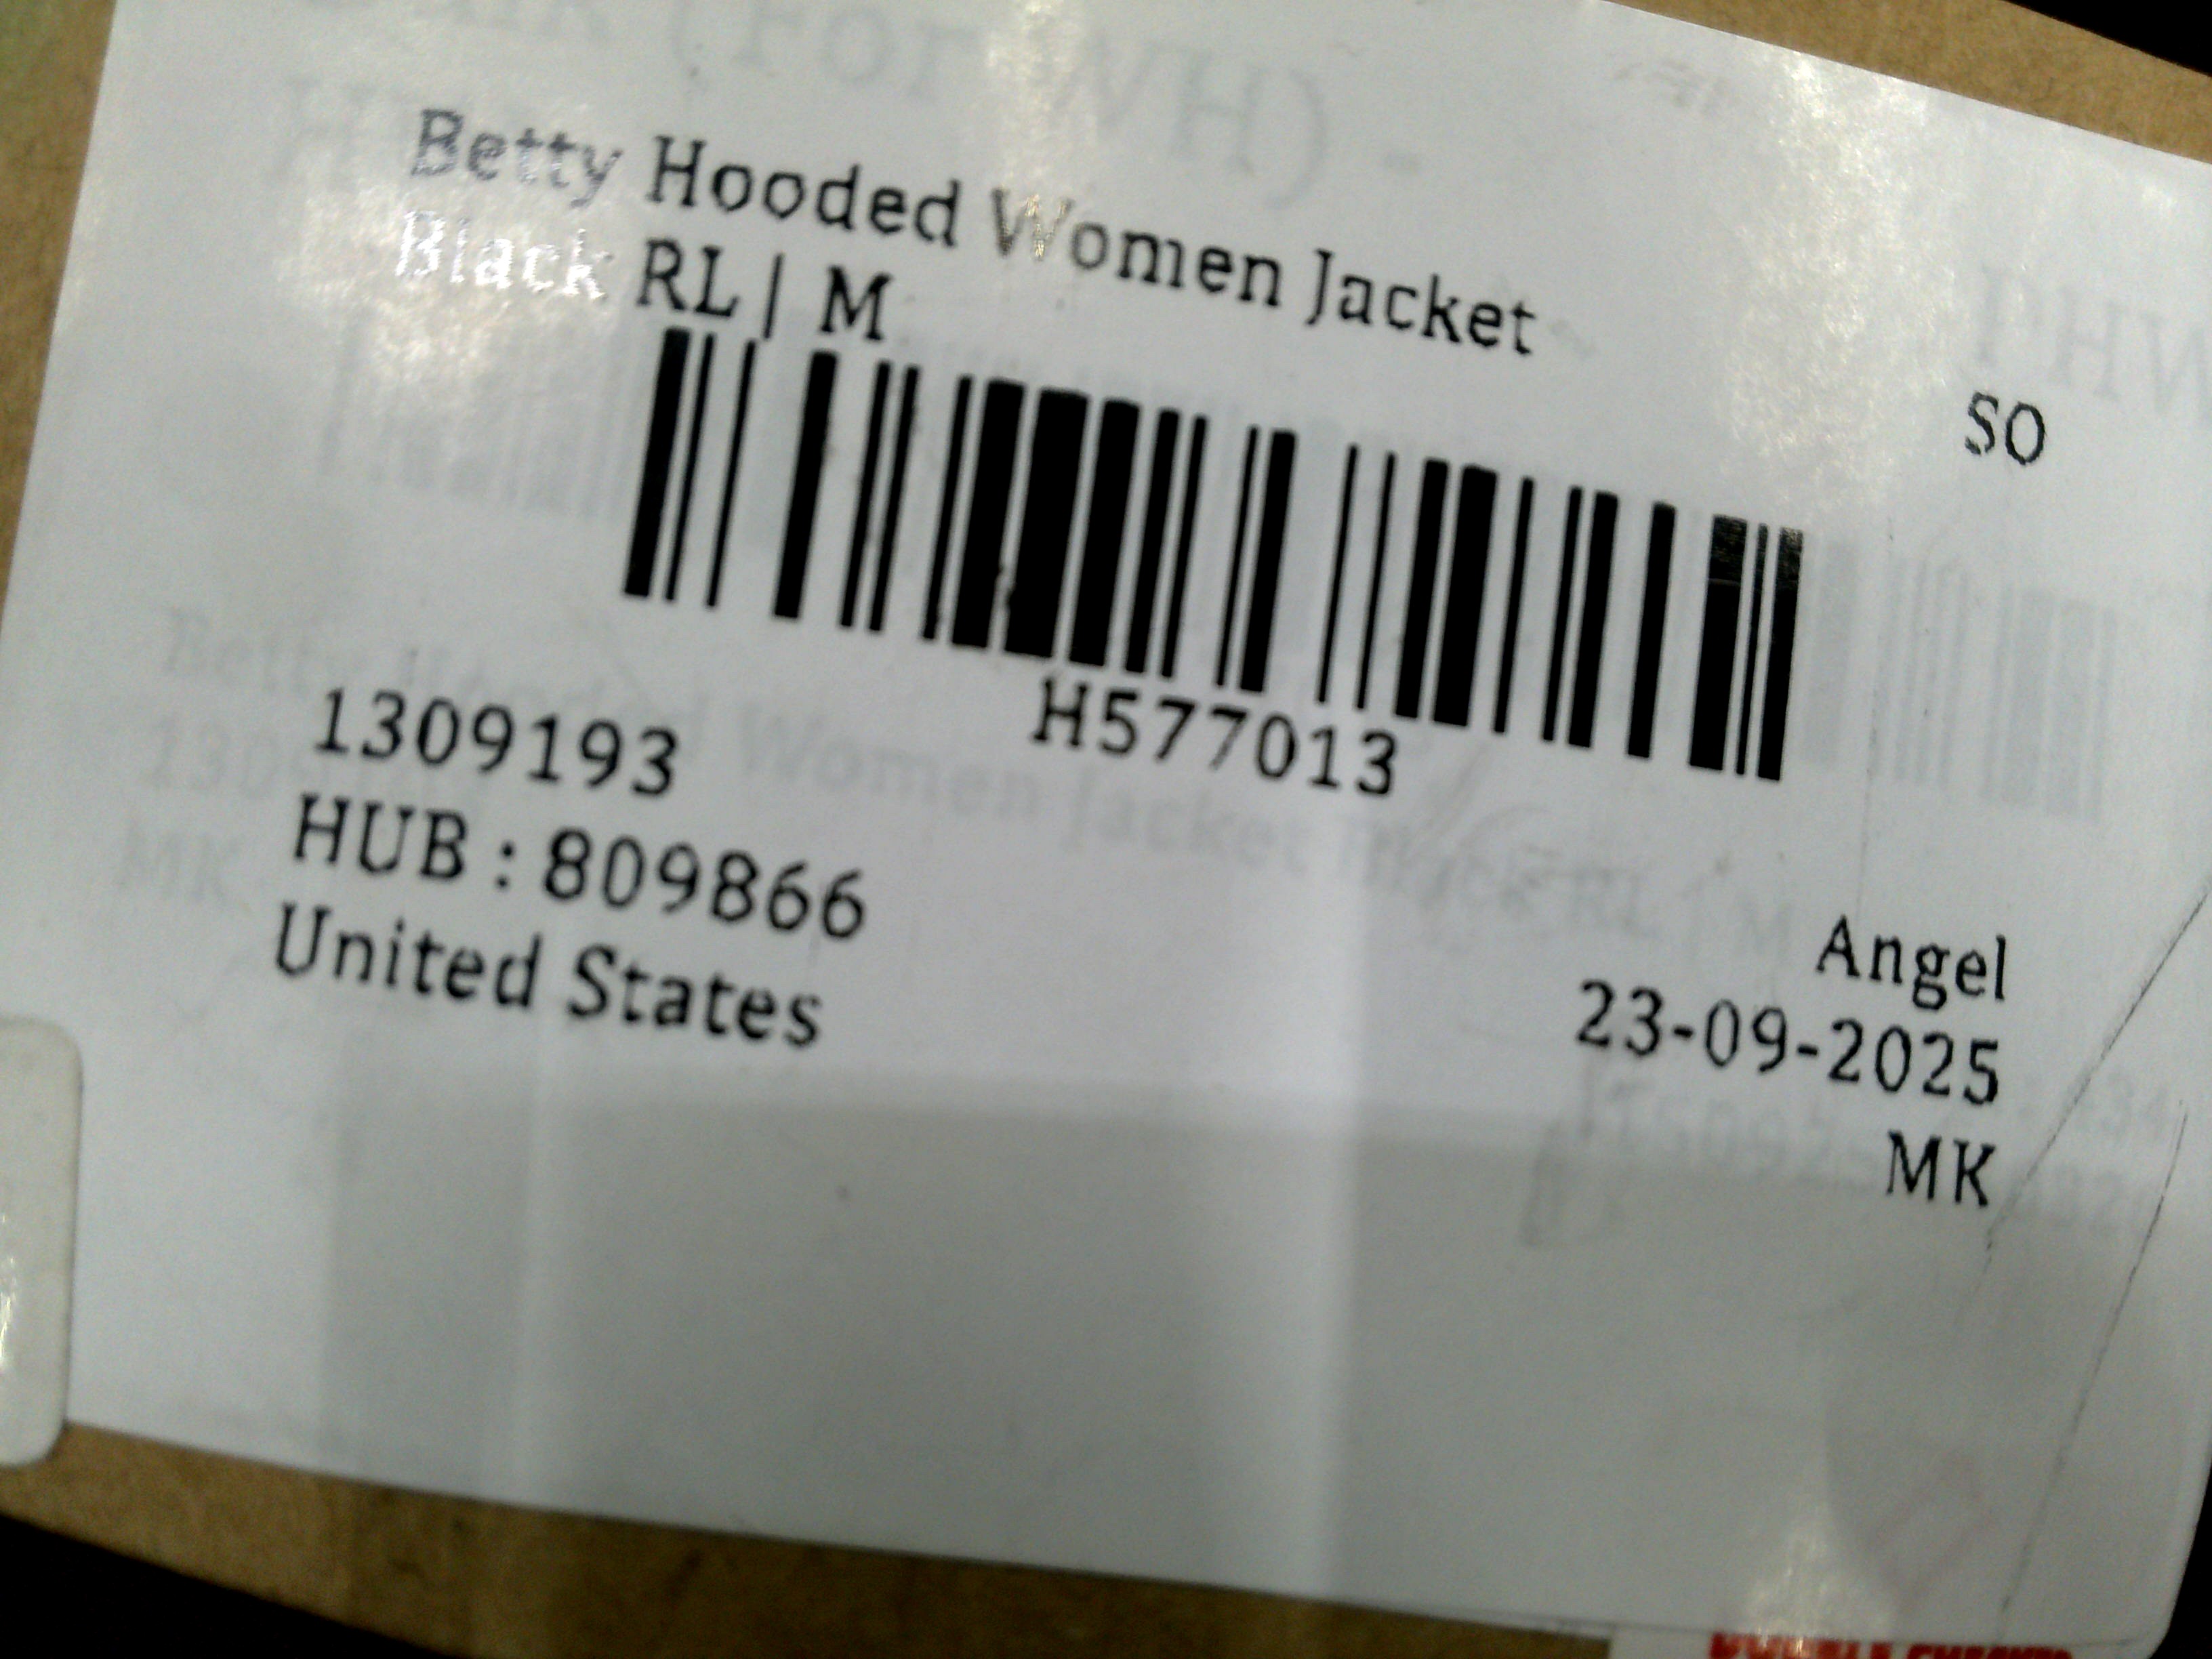 Betty Hooded Women Jacket
Black RL | M
SO
H577013
1309193
HUB : 809866
United States
Angel
23-09-2025
MK